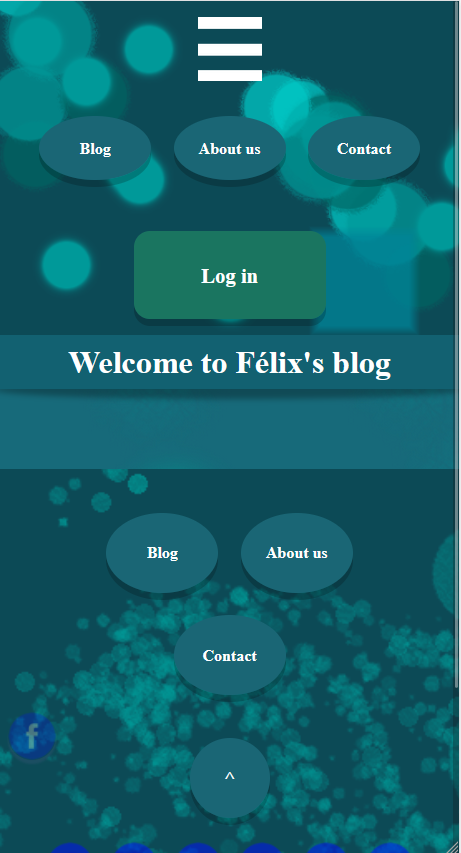 Blog About us Contact
Log in
Welcome to Félix's blog
Blog About us
Contact
^
f